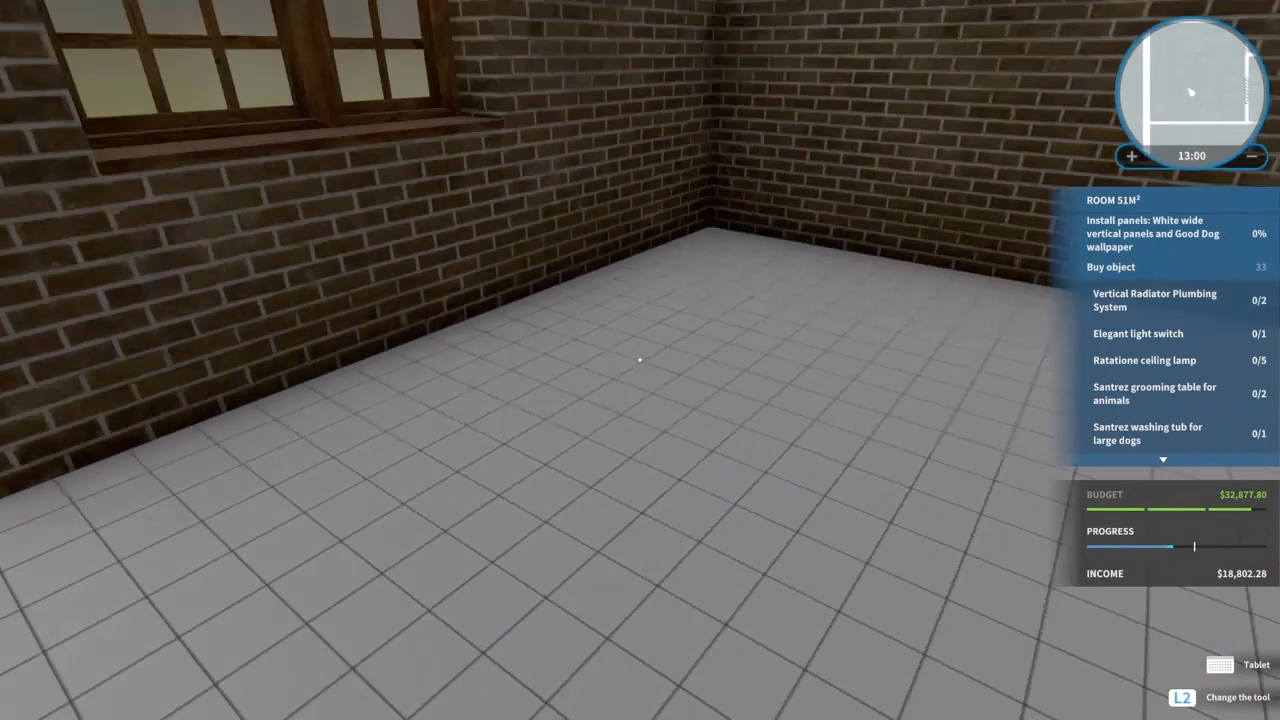 13:00
ROOM 51M²
Install panels: White wide
vertical panels and Good Dog
wallpaper
0%
Buy object
33
Vertical Radiator Plumbing
System
0/2
Elegant light switch
0/1
Ratatione ceiling lamp
0/5
Santrez grooming table for
animals
0/2
Santrez washing tub for
large dogs
0/1
BUDGET
$32,877.80
PROGRESS
INCOME
$18,802.28
Tablet
L2
Change the tool